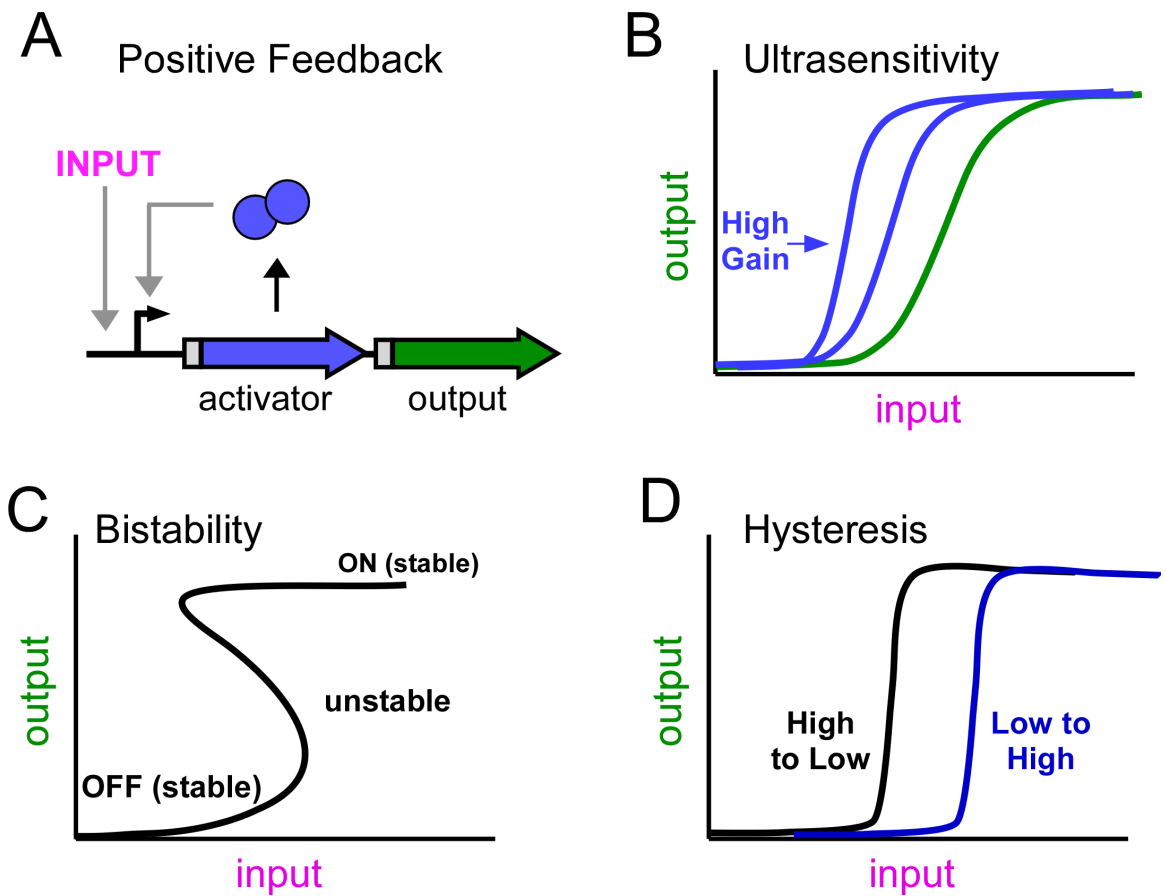 A
Positive Feedback
INPUT
activator
output
B
Ultrasensitivity
output
High
Gain
input
C
Bistability
ON (stable)
output
unstable
OFF (stable)
input
D
Hysteresis
output
High
to Low
Low to
High
input